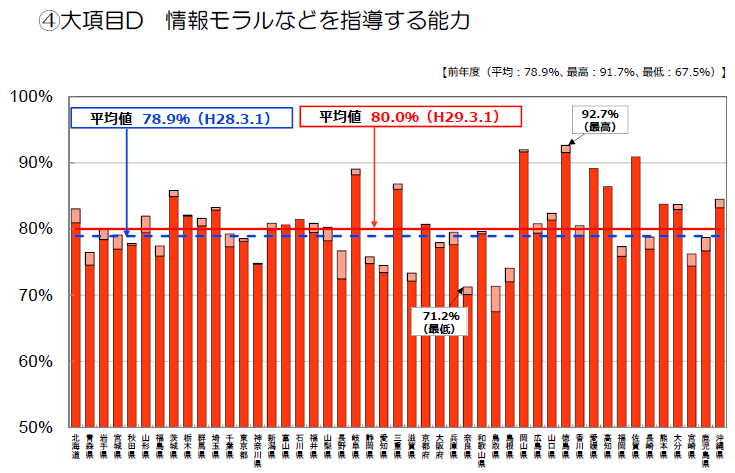 ④大項目D　情報モラルなどを指導する能力
【前年度（平均：78.9%、最高：91.7%、最低：67.5%）】
100%
90%
80%
70%
60%
50%
平均値 78.9%（H28.3.1）
平均値 80.0%（H29.3.1）
92.7%
（最高）
71.2%
（最低）
北海道
青森県
岩手県
宮城県
秋田県
山形県
福島県
茨城県
栃木県
群馬県
埼玉県
千葉県
東京都
神奈川県
新潟県
富山県
石川県
福井県
山梨県
長野県
岐阜県
静岡県
愛知県
三重県
滋賀県
京都府
大阪府
兵庫県
奈良県
和歌山県
鳥取県
島根県
岡山県
広島県
山口県
徳島県
香川県
愛媛県
高知県
福岡県
佐賀県
長崎県
熊本県
大分県
宮崎県
鹿児島県
沖縄県